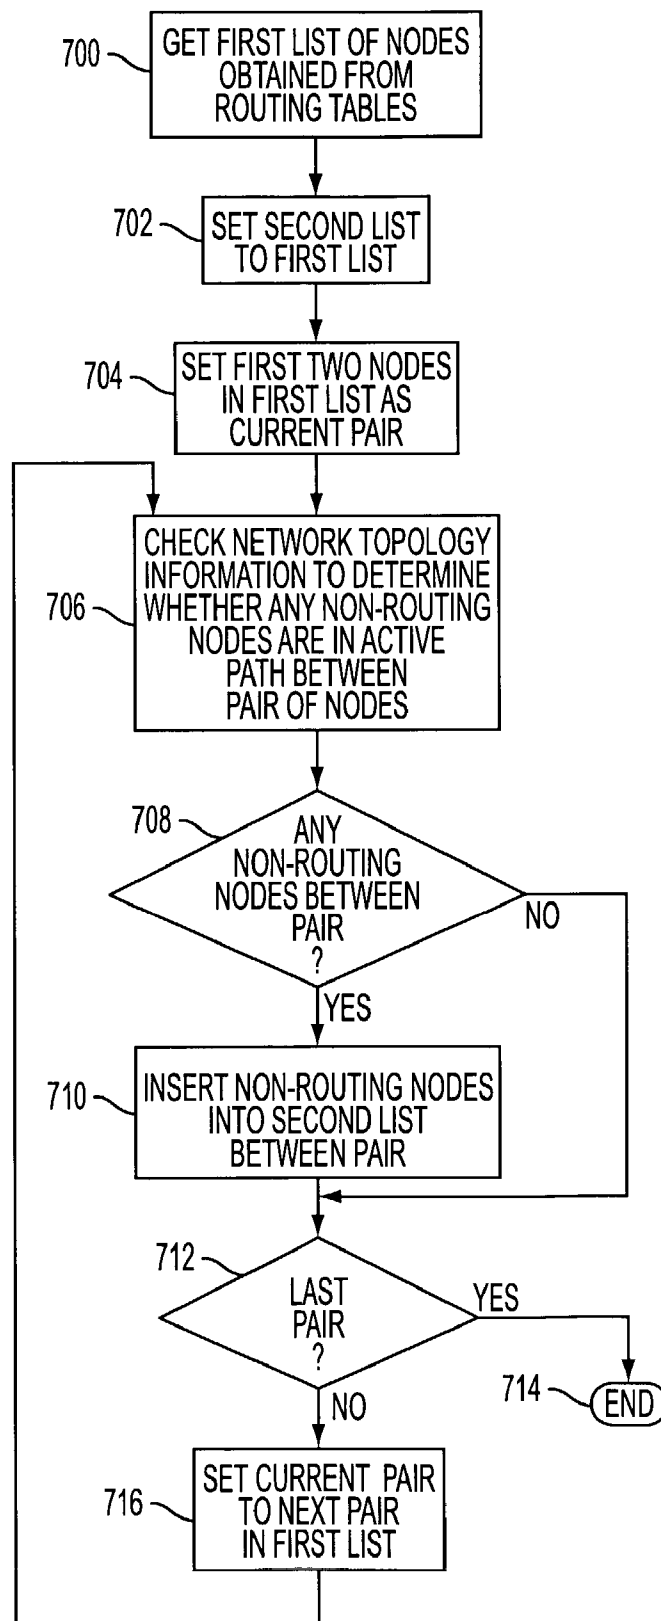 700
GET FIRST LIST OF NODES
OBTAINED FROM
ROUTING TABLES
702
SET SECOND LIST
TO FIRST LIST
704
SET FIRST TWO NODES
IN FIRST LIST AS
CURRENT PAIR
706
CHECK NETWORK TOPOLOGY
INFORMATION TO DETERMINE
WHETHER ANY NON-ROUTING
NODES ARE IN ACTIVE
PATH BETWEEN
PAIR OF NODES
708
ANY
NON-ROUTING
NODES BETWEEN
PAIR
?
NO
YES
710
INSERT NON-ROUTING NODES
INTO SECOND LIST
BETWEEN PAIR
712
LAST
PAIR
?
YES
714
END
NO
716
SET CURRENT PAIR
TO NEXT PAIR
IN FIRST LIST